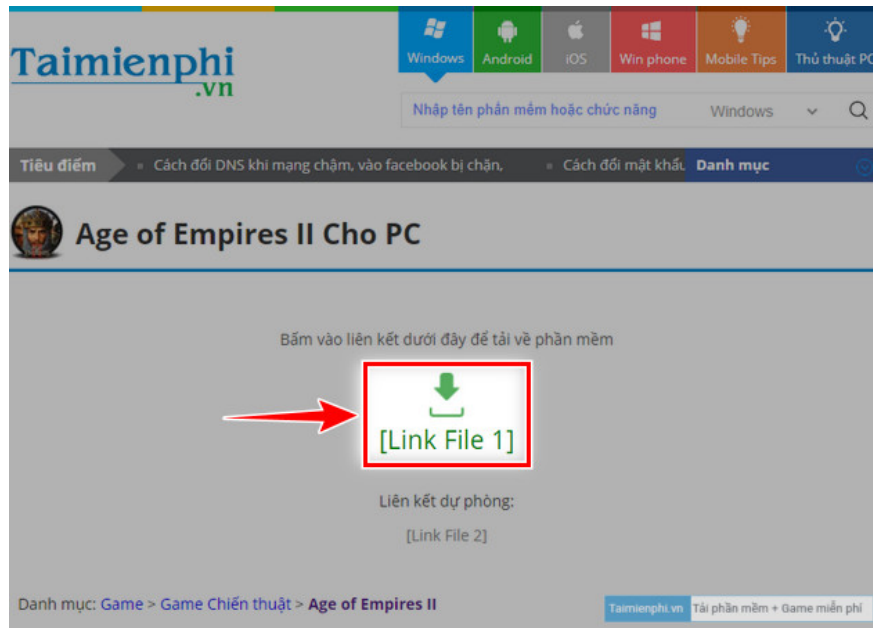 Taimienphi
.vn
Windows Android iOS Win phone Mobile Tips Thủ thuật PC
Nhập tên phần mềm hoặc chức năng Windows
Tiêu điểm Cách đổi DNS khi mạng chậm, vào facebook bị chặn, Cách đổi mật khẩu Danh mục
Age of Empires II Cho PC
Bấm vào liên kết dưới đây để tải về phần mềm
[Link File 1]
Liên kết dự phòng:
[Link File 2]
Danh mục: Game > Game Chiến thuật > Age of Empires II
Taimienphi.vn Tải phần mềm + Game miễn phí